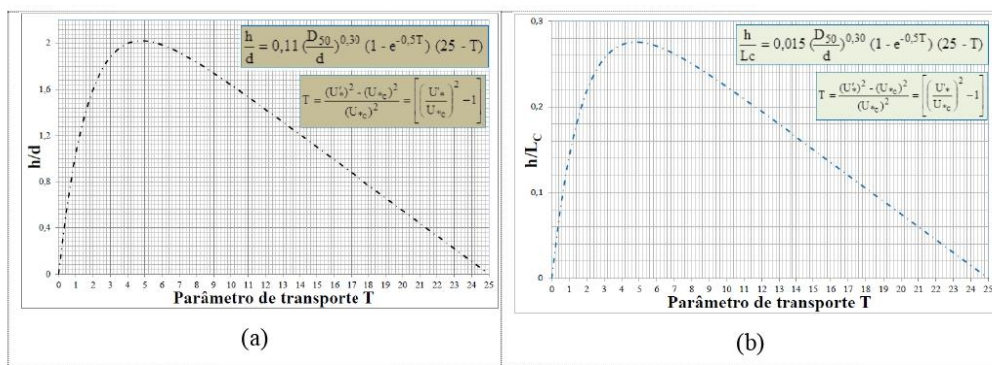 h/d = 0,11 (D50/d)^0,30 (1 - e^-0,5T) (25 - T)
T = (U'*)^2 - (U*c)^2 / (U*c)^2 = [(U'*/U*c)^2 - 1]
h/d
2
1,6
1,2
0,8
0,4
0
0 1 2 3 4 5 6 7 8 9 10 11 12 13 14 15 16 17 18 19 20 21 22 23 24 25
Parâmetro de transporte T
(a)
h/Lc = 0,015 (D50/d)^0,30 (1 - e^-0,5T) (25 - T)
T = (U'*)^2 - (U*c)^2 / (U*c)^2 = [(U'*/U*c)^2 - 1]
h/LC
0,3
0,2
0,1
0
0 1 2 3 4 5 6 7 8 9 10 11 12 13 14 15 16 17 18 19 20 21 22 23 24 25
Parâmetro de transporte T
(b)